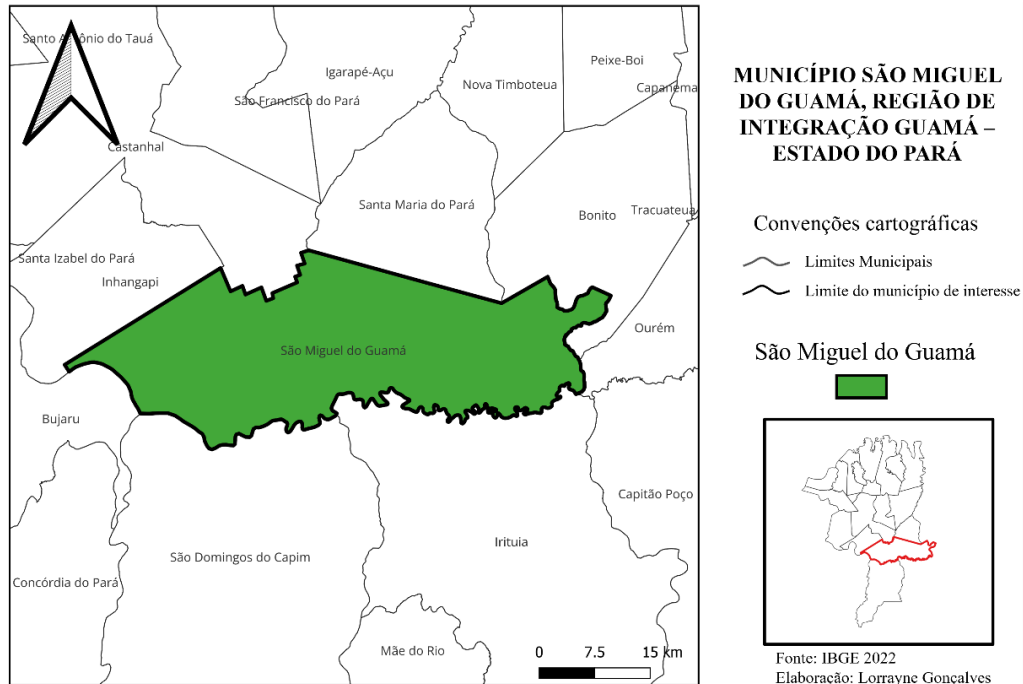 Santo Antônio do Tauá
Igarapé-Açu
São Francisco do Pará
Nova Timboteua
Peixe-Boi
Capanema
Castanhal
Santa Maria do Pará
Bonito
Tracuateua
Santa Izabel do Pará
Inhangapi
Ourém
São Miguel do Guamá
Bujaru
Capitão Poço
Irituia
São Domingos do Capim
Concórdia do Pará
Mãe do Rio
0 7.5 15 km
MUNICÍPIO SÃO MIGUEL
DO GUAMÁ, REGIÃO DE
INTEGRAÇÃO GUAMÁ –
ESTADO DO PARÁ
Convenções cartográficas
Limites Municipais
Limite do município de interesse
São Miguel do Guamá
Fonte: IBGE 2022
Elaboração: Lorrayne Gonçalves